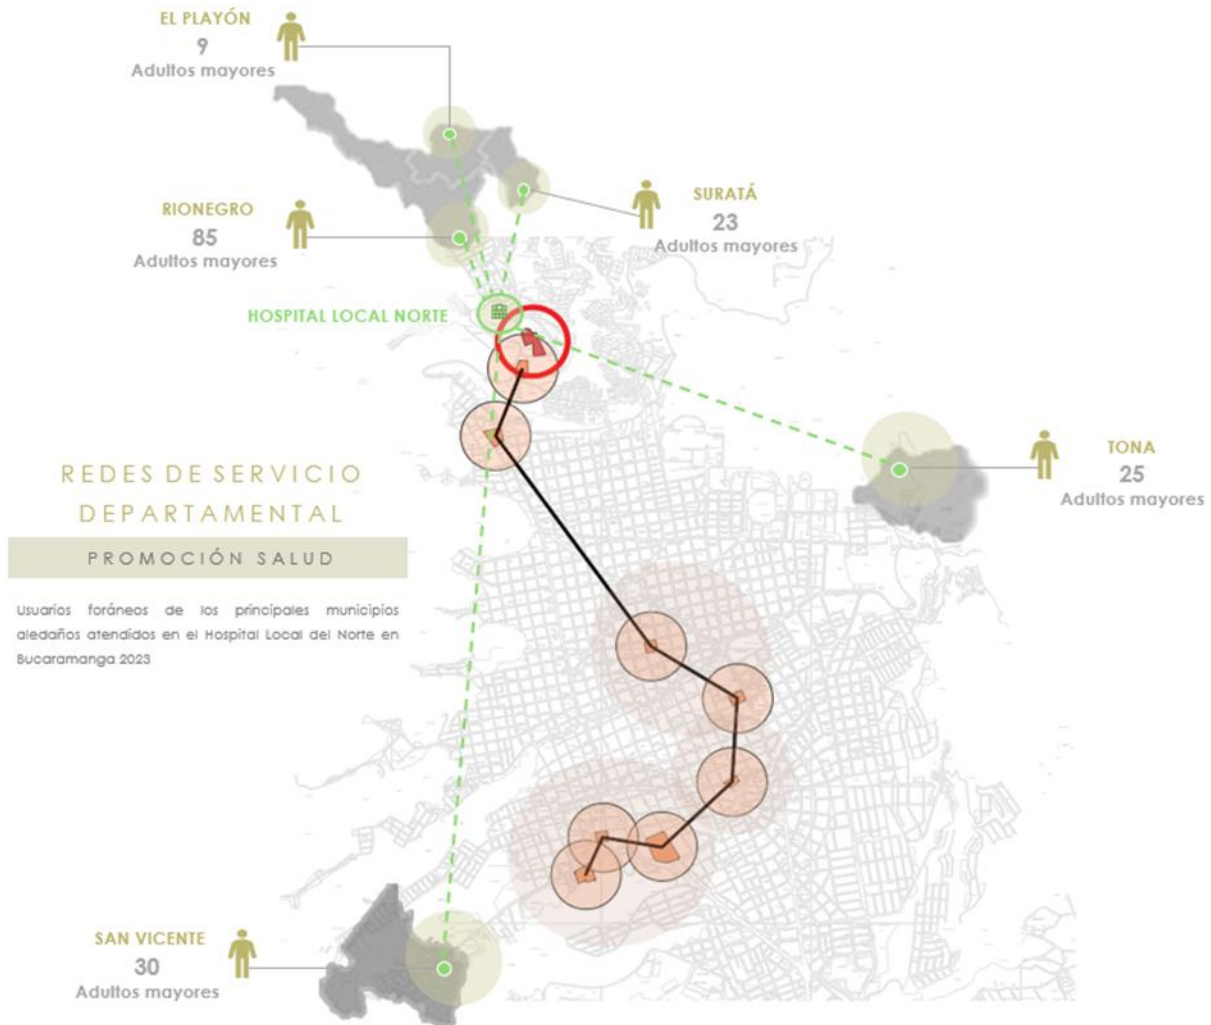 EL PLAYÓN
9
Adultos mayores
RIONEGRO
85
Adultos mayores
SURATÁ
23
Adultos mayores
HOSPITAL LOCAL NORTE
TONA
25
Adultos mayores
REDES DE SERVICIO
DEPARTAMENTAL
PROMOCIÓN SALUD
Usuarios foráneos de los principales municipios
aledaños atendidos en el Hospital Local del Norte en
Bucaramanga 2023
SAN VICENTE
30
Adultos mayores